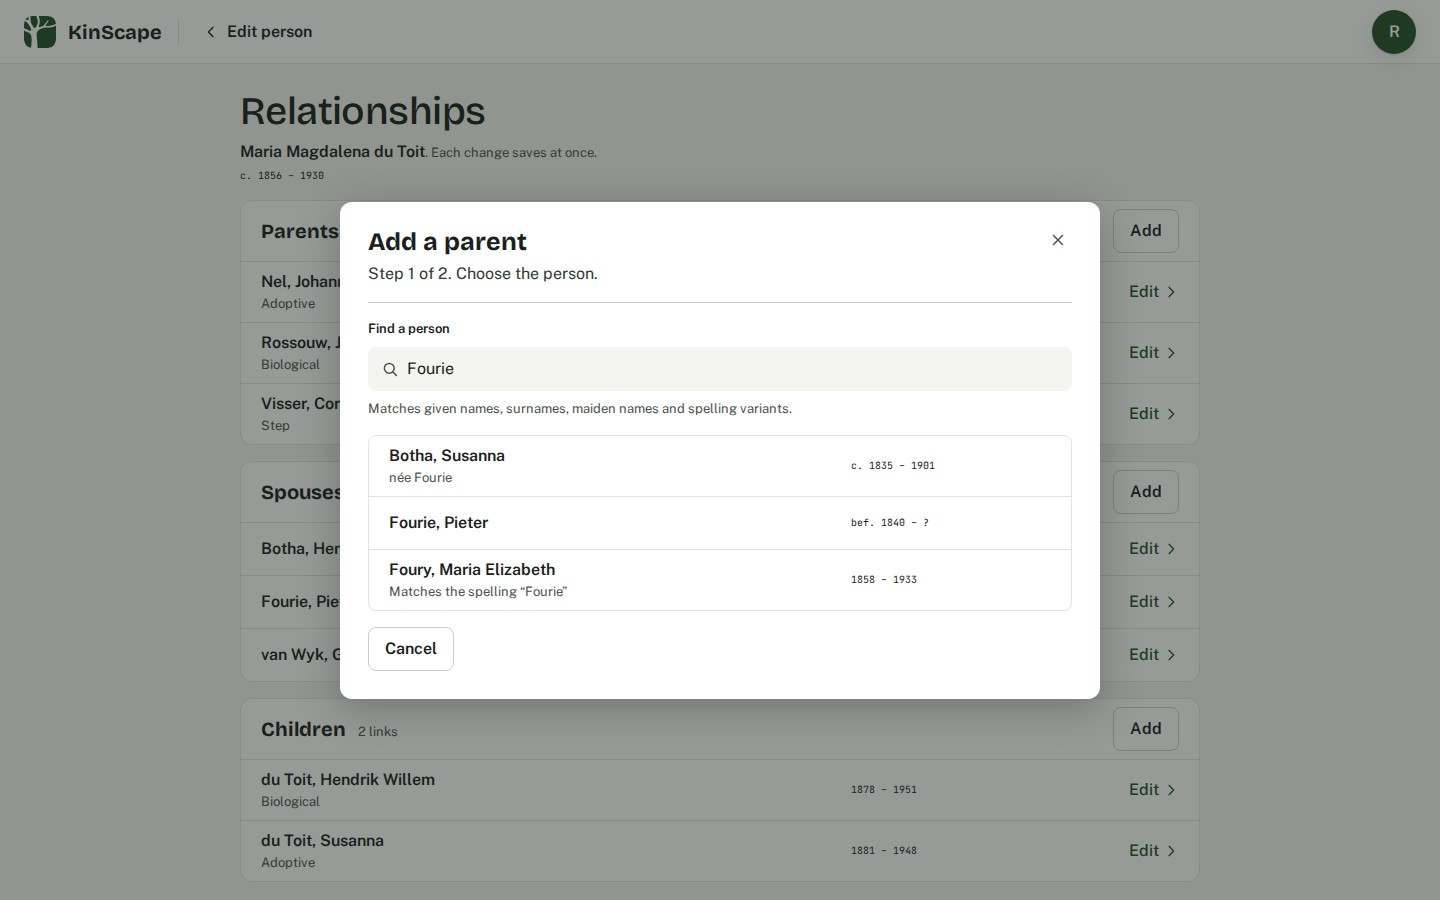 KinScape
Edit person
R
Relationships
Maria Magdalena du Toit. Each change saves at once.
c. 1856 – 1930
Parents
Add
Nel, Johann
Adoptive
Edit
Rossouw, J
Biological
Edit
Visser, Cor
Step
Edit
Spouses
Add
Botha, Her
Edit
Fourie, Pie
Edit
van Wyk, G
Edit
Add a parent
Step 1 of 2. Choose the person.
Find a person
Fourie
Matches given names, surnames, maiden names and spelling variants.
Botha, Susanna
née Fourie
c. 1835 – 1901
Fourie, Pieter
bef. 1840 – ?
Foury, Maria Elizabeth
Matches the spelling “Fourie”
1858 – 1933
Cancel
Children 2 links
Add
du Toit, Hendrik Willem
Biological
1878 – 1951
Edit
du Toit, Susanna
Adoptive
1881 – 1948
Edit